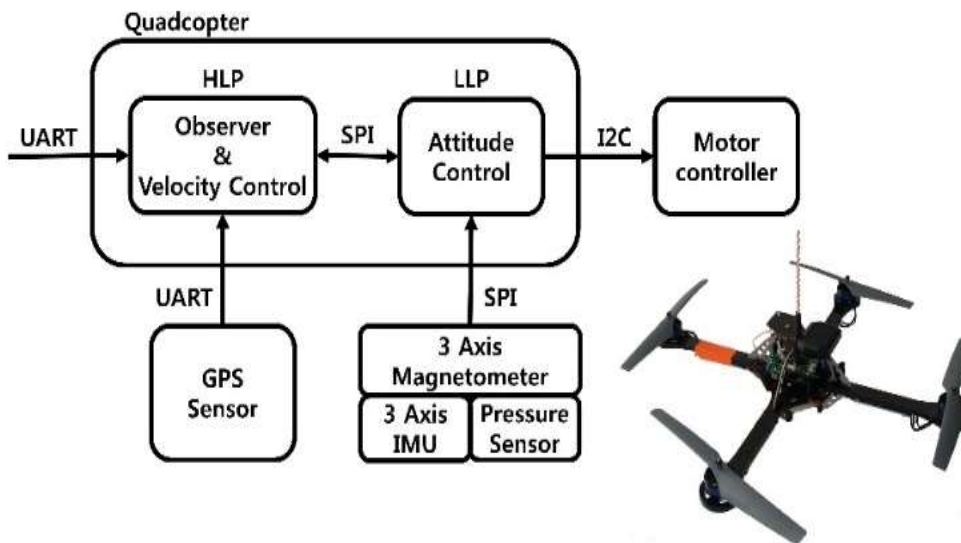 Quadcopter
HLP
LLP
UART
Observer
&
Velocity Control
SPI
Attitude
Control
I2C
Motor
controller
UART
SPI
GPS
Sensor
3 Axis
Magnetometer
3 Axis
IMU
Pressure
Sensor